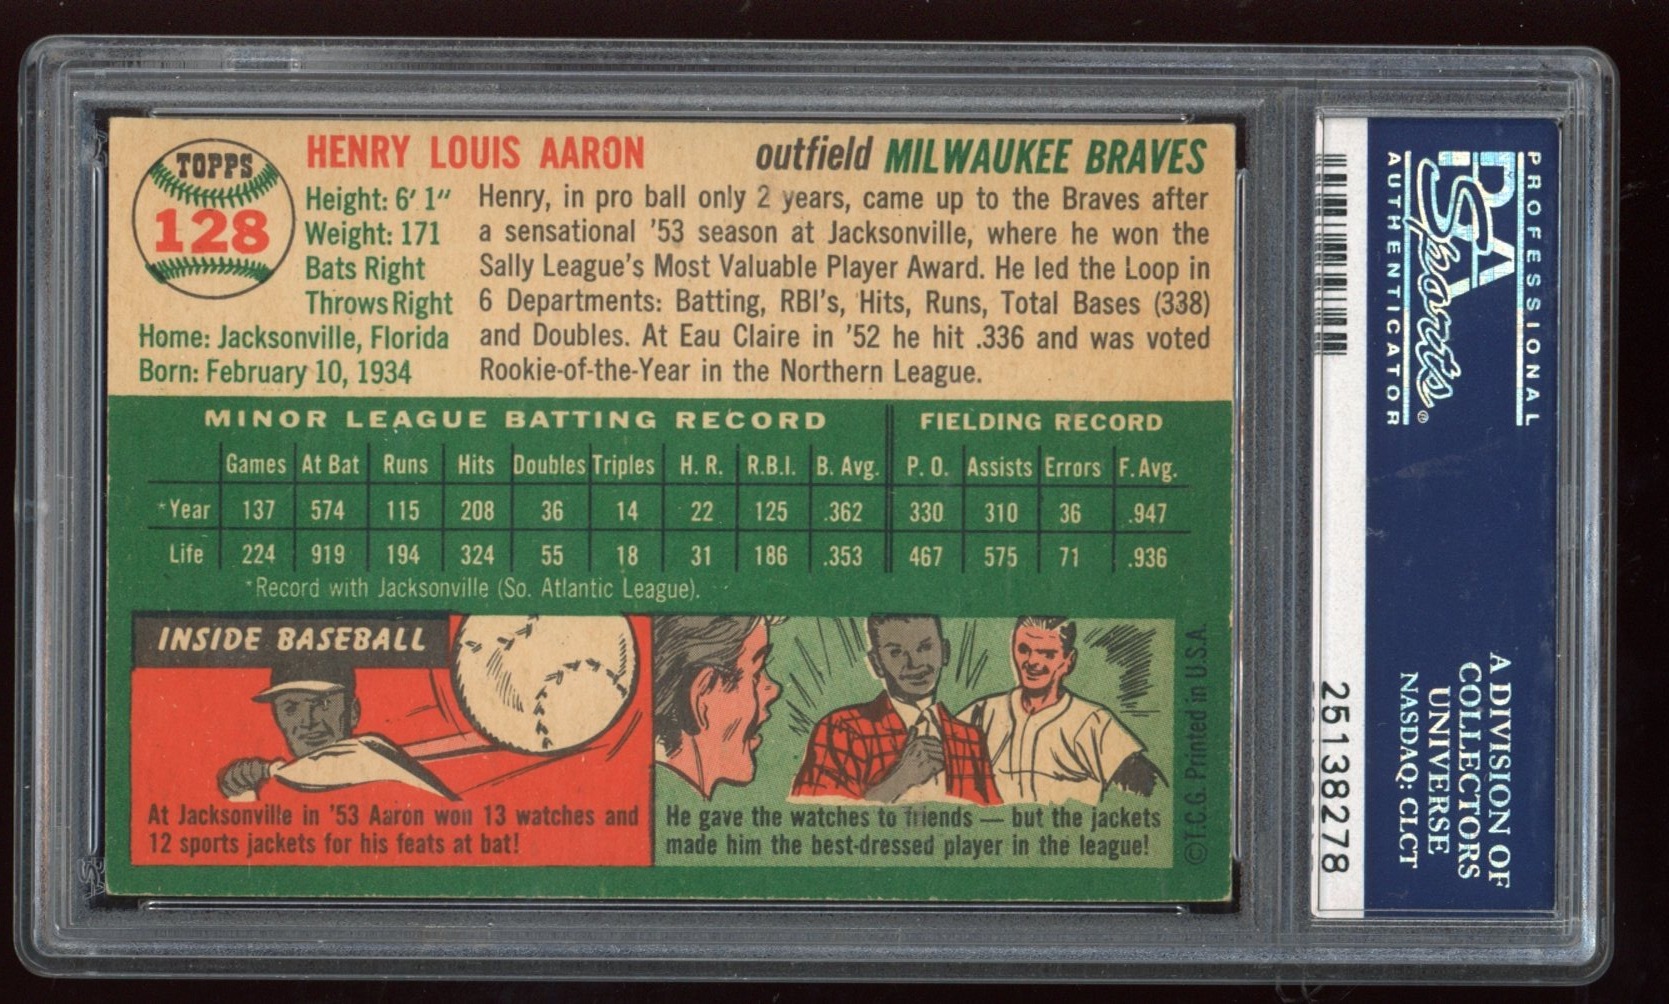 TOPPS
128
HENRY LOUIS AARON
outfield MILWAUKEE BRAVES
Height: 6' 1"
Weight: 171
Bats Right
Throws Right
Home: Jacksonville, Florida
Born: February 10, 1934
Henry, in pro ball only 2 years, came up to the Braves after
a sensational '53 season at Jacksonville, where he won the
Sally League's Most Valuable Player Award. He led the Loop in
6 Departments: Batting, RBI's, Hits, Runs, Total Bases (338)
and Doubles. At Eau Claire in '52 he hit .336 and was voted
Rookie-of-the-Year in the Northern League.
MINOR LEAGUE BATTING RECORD FIELDING RECORD
Games At Bat Runs Hits Doubles Triples H. R. R.B.I. B. Avg. P. O. Assists Errors F. Avg.
*Year 137 574 115 208 36 14 22 125 .362 330 310 36 .947
Life 224 919 194 324 55 18 31 186 .353 467 575 71 .936
*Record with Jacksonville (So. Atlantic League).
INSIDE BASEBALL
At Jacksonville in '53 Aaron won 13 watches and
12 sports jackets for his feats at bat!
He gave the watches to friends — but the jackets
made him the best-dressed player in the league!
©T.C.G. Printed in U.S.A.
PROFESSIONAL
PSA
Sports®
AUTHENTICATOR
A DIVISION OF
COLLECTORS
UNIVERSE
NASDAQ: CLCT
25138278